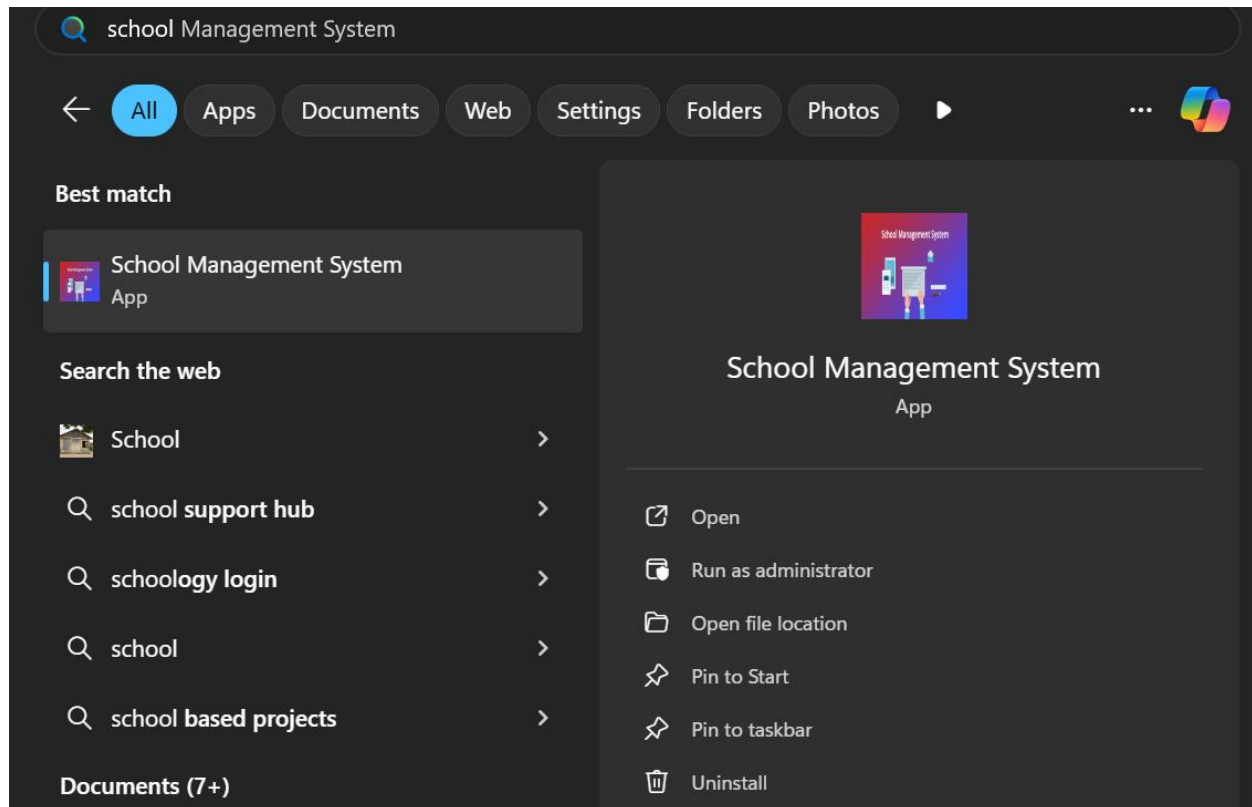 school Management System
All
Apps
Documents
Web
Settings
Folders
Photos
Best match
School Management System
App
Search the web
School
school support hub
schoology login
school
school based projects
Documents (7+)
School Management System
School Management System
App
Open
Run as administrator
Open file location
Pin to Start
Pin to taskbar
Uninstall